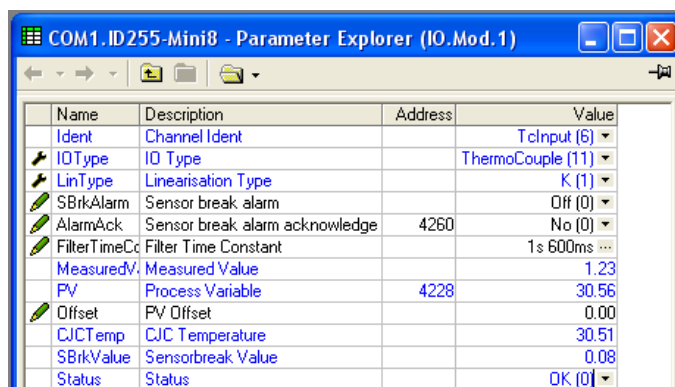 COM1.ID255-Mini8 - Parameter Explorer (IO.Mod.1)
Name Description Address Value
Ident Channel Ident TcInput (6)
IOType IO Type ThermoCouple (11)
LinType Linearisation Type K (1)
SBrkAlarm Sensor break alarm Off (0)
AlarmAck Sensor break alarm acknowledge 4260 No (0)
FilterTimeCo Filter Time Constant 1s 600ms ...
MeasuredV. Measured Value 1.23
PV Process Variable 4228 30.56
Offset PV Offset 0.00
CJCTemp CJC Temperature 30.51
SBrkValue Sensorbreak Value 0.08
Status Status OK (0)